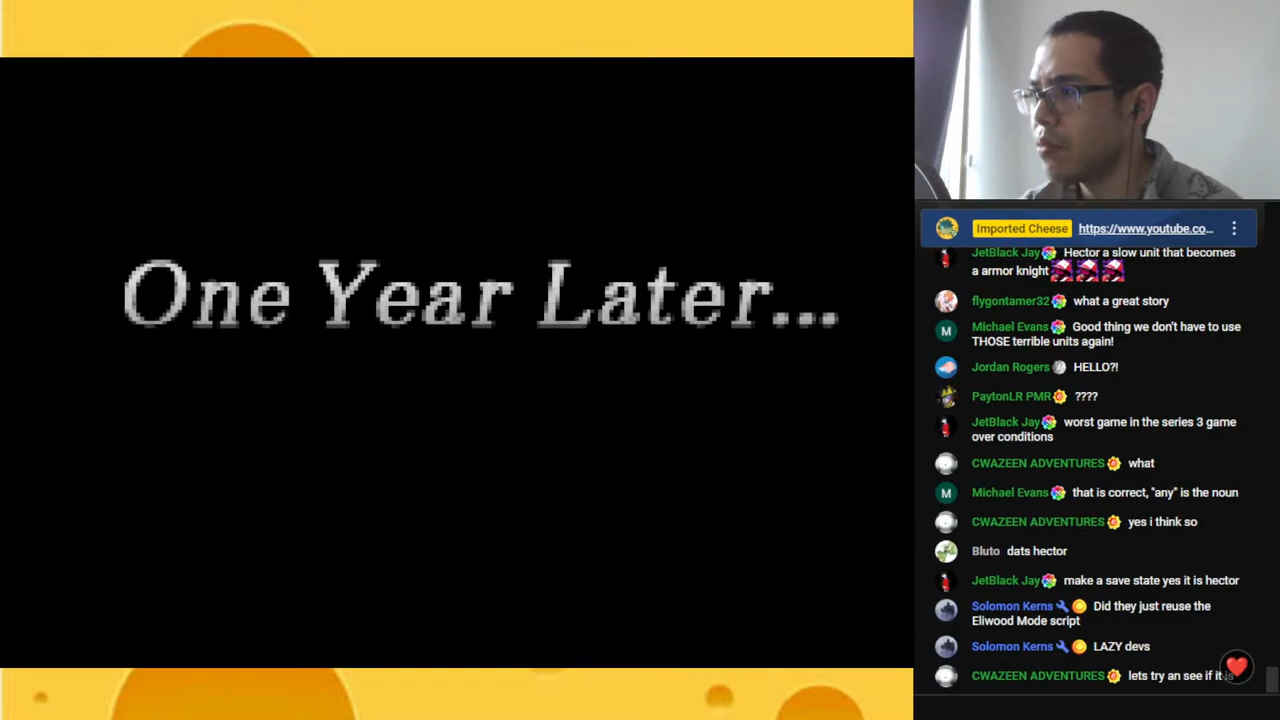 One Year Later...
Imported Cheese https://www.youtube.co...
JetBlack Jay Hector a slow unit that becomes
a armor knight
flygontamer32 what a great story
Michael Evans Good thing we don't have to use
THOSE terrible units again!
M
Jordan Rogers HELLO?!
PaytonLR PMR ????
JetBlack Jay worst game in the series 3 game
over conditions
CWAZEEN ADVENTURES what
M Michael Evans that is correct, "any" is the noun
CWAZEEN ADVENTURES yes i think so
Bluto dats hector
JetBlack Jay make a save state yes it is hector
Solomon Kerns Did they just reuse the
Eliwood Mode script
Solomon Kerns LAZY devs
CWAZEEN ADVENTURES lets try an see if it is